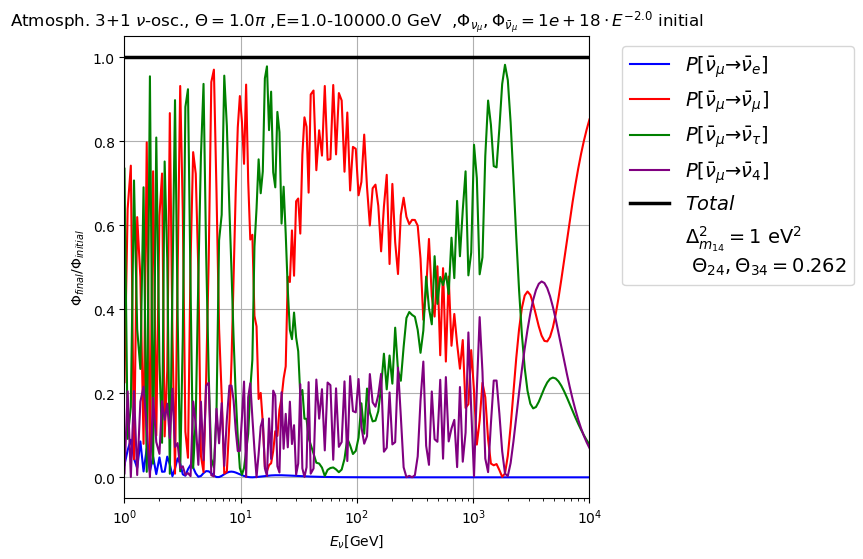 Atmosph. 3+1 ν-osc., Θ = 1.0π ,E=1.0-10000.0 GeV ,Φ_{ν_μ}, Φ_{ν̄_μ} = 1e + 18 · E^{−2.0} initial
1.0
0.8
0.6
0.4
0.2
0.0
Φ_{final}/Φ_{initial}
10^0
10^1
10^2
10^3
10^4
E_ν[GeV]
P[ν̄_μ→ν̄_e]
P[ν̄_μ→ν̄_μ]
P[ν̄_μ→ν̄_τ]
P[ν̄_μ→ν̄_4]
Total
Δ^2_{m_{14}} = 1 eV^2
Θ_{24}, Θ_{34} = 0.262